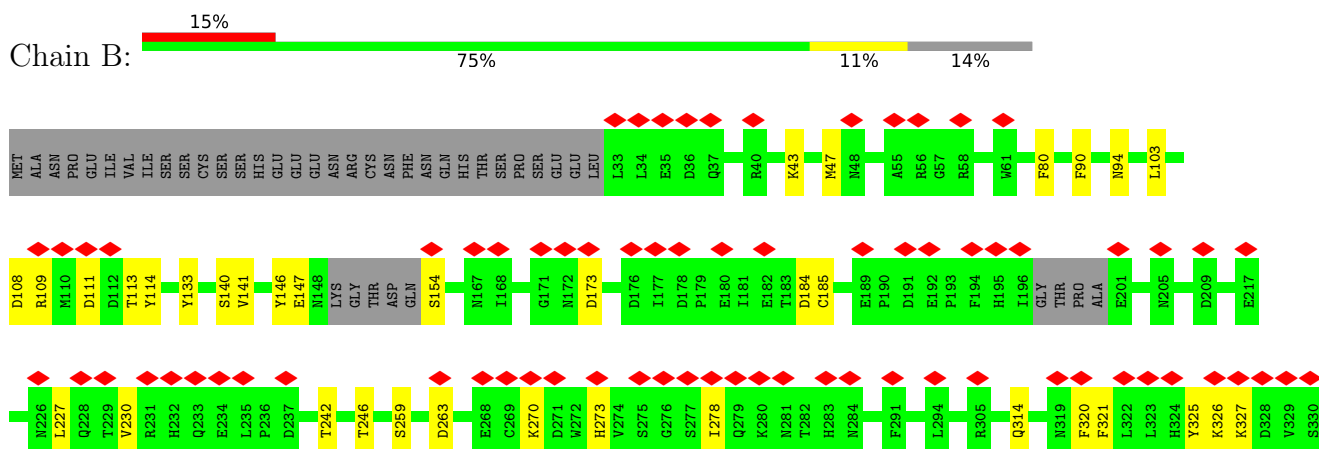 15%
Chain B:
75% 11% 14%
MET ALA ASN PRO GLU ILE VAL ILE SER SER CYS SER SER HIS GLU GLU GLU ASN ARG CYS ASN PHE ASN GLN HIS THR SER PRO SER GLU GLU LEU L33 L34 E35 D36 Q37 R40 K43 M47 N48 A55 R56 G57 R58 W61 F80 F90 N94 L103
D108 R109 M110 D111 D112 T113 Y114 Y133 S140 V141 Y146 E147 N148 LYS GLY THR ASP GLN S154 N167 I168 G171 N172 D173 D176 I177 D178 P179 E180 I181 E182 T183 D184 C185 E189 P190 D191 E192 P193 F194 H195 I196 GLY THR PRO ALA E201 N205 D209 E217
N226 L227 Q228 T229 V230 R231 H232 Q233 E234 L235 P236 D237 T242 T246 S259 D263 E268 C269 K270 D271 W272 H273 V274 S275 G276 S277 I278 Q279 K280 N281 T282 H283 N284 F291 L294 R305 Q314 N319 F320 F321 L322 L323 H324 Y325 K326 K327 D328 V329 S330